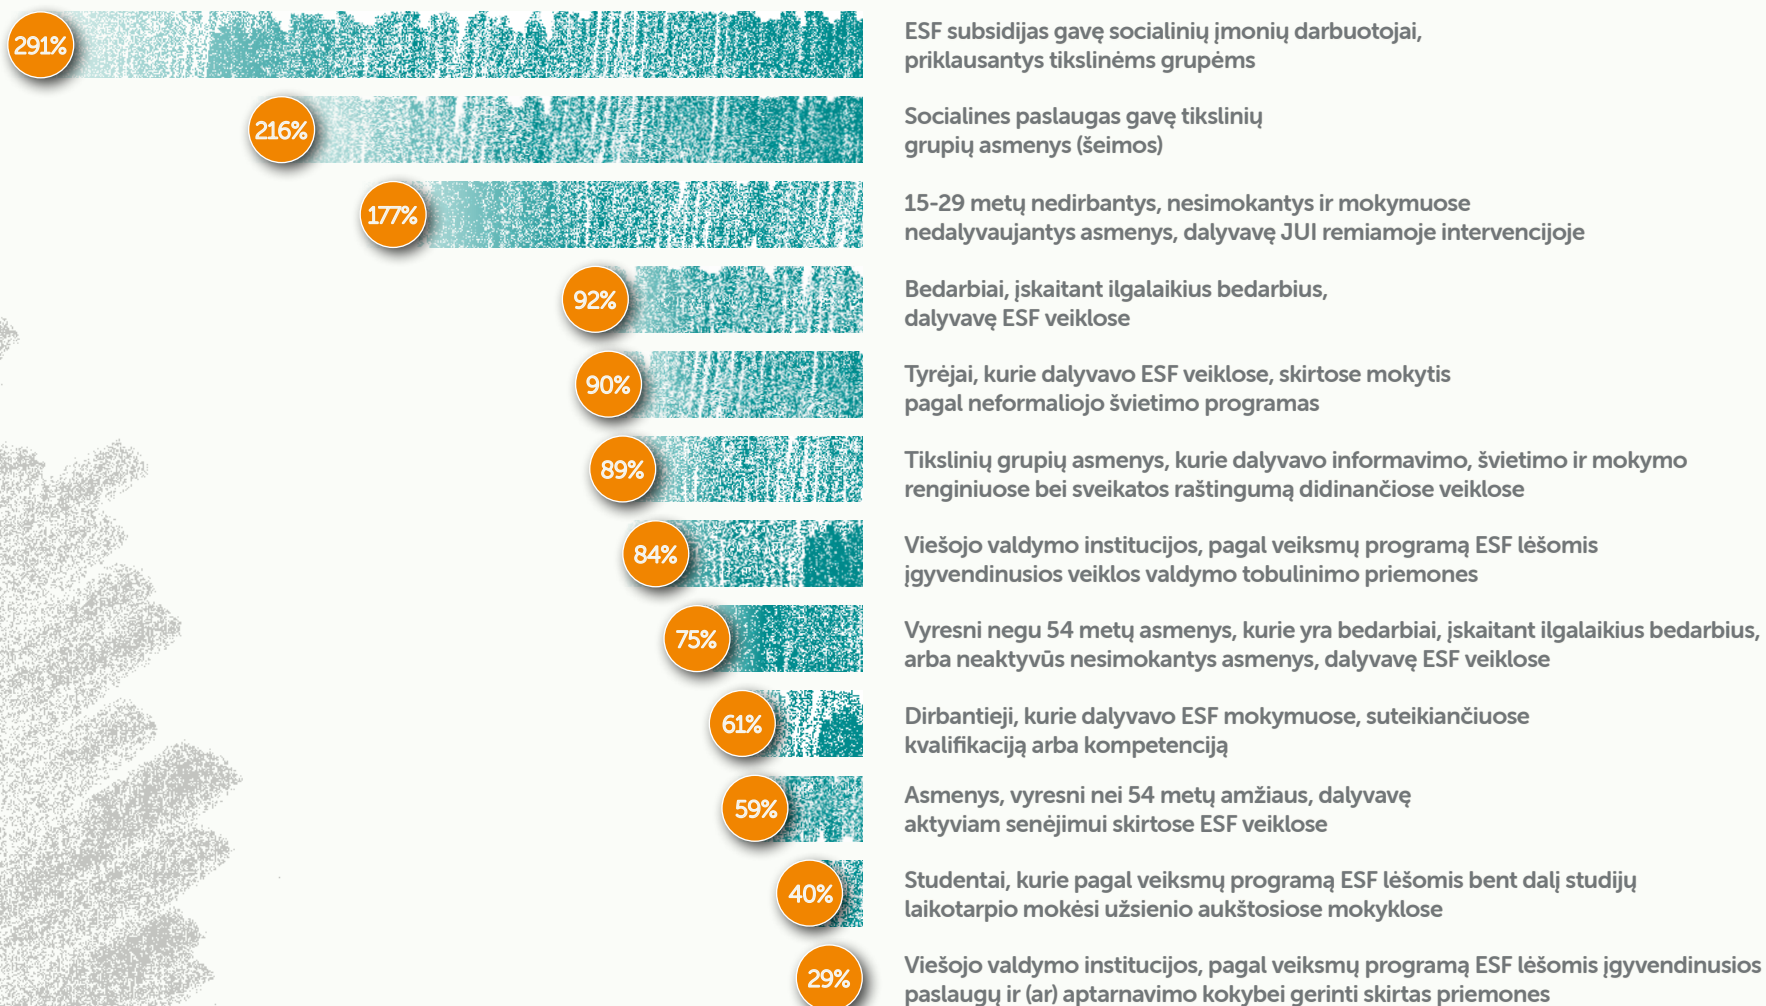 291%
ESF subsidijas gavę socialinių įmonių darbuotojai,
priklausantys tikslinėms grupėms
216%
Socialines paslaugas gavę tikslinių
grupių asmenys (šeimos)
177%
15-29 metų nedirbantys, nesimokantys ir mokymuose
nedalyvaujantys asmenys, dalyvavę JUI remiamoje intervencijoje
92%
Bedarbiai, įskaitant ilgalaikius bedarbius,
dalyvavę ESF veiklose
90%
Tyrėjai, kurie dalyvavo ESF veiklose, skirtose mokytis
pagal neformaliojo švietimo programas
89%
Tikslinių grupių asmenys, kurie dalyvavo informavimo, švietimo ir mokymo
renginiuose bei sveikatos raštingumą didinančiose veiklose
84%
Viešojo valdymo institucijos, pagal veiksmų programą ESF lėšomis
įgyvendinusios veiklos valdymo tobulinimo priemones
75%
Vyresni negu 54 metų asmenys, kurie yra bedarbiai, įskaitant ilgalaikius bedarbius,
arba neaktyvūs nesimokantys asmenys, dalyvavę ESF veiklose
61%
Dirbantieji, kurie dalyvavo ESF mokymuose, suteikiančiuose
kvalifikaciją arba kompetenciją
59%
Asmenys, vyresni nei 54 metų amžiaus, dalyvavę
aktyviam senėjimui skirtose ESF veiklose
40%
Studentai, kurie pagal veiksmų programą ESF lėšomis bent dalį studijų
laikotarpio mokėsi užsienio aukštosiose mokyklose
29%
Viešojo valdymo institucijos, pagal veiksmų programą ESF lėšomis įgyvendinusios
paslaugų ir (ar) aptarnavimo kokybei gerinti skirtas priemones